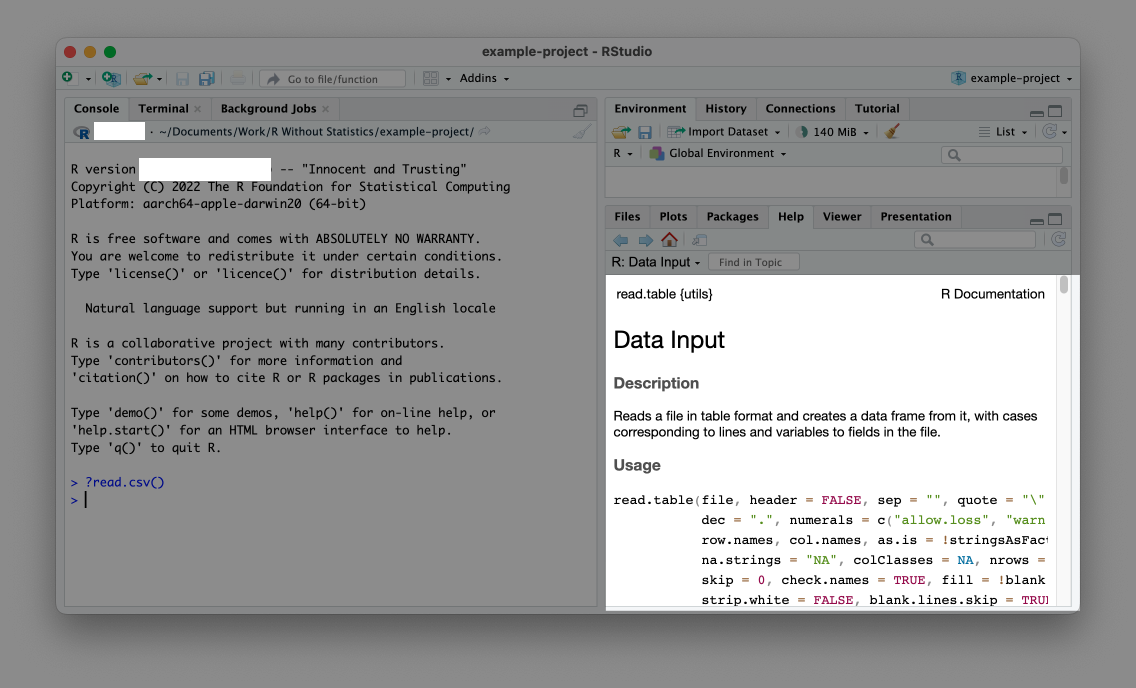 example-project - RStudio
Go to file/function
Addins
example-project
Console
Terminal
Background Jobs
· ~/Documents/Work/R Without Statistics/example-project/
R version -- "Innocent and Trusting"
Copyright (C) 2022 The R Foundation for Statistical Computing
Platform: aarch64-apple-darwin20 (64-bit)
R is free software and comes with ABSOLUTELY NO WARRANTY.
You are welcome to redistribute it under certain conditions.
Type 'license()' or 'licence()' for distribution details.
Natural language support but running in an English locale
R is a collaborative project with many contributors.
Type 'contributors()' for more information and
'citation()' on how to cite R or R packages in publications.
Type 'demo()' for some demos, 'help()' for on-line help, or
'help.start()' for an HTML browser interface to help.
Type 'q()' to quit R.
> ?read.csv()
>
Environment
History
Connections
Tutorial
Import Dataset
140 MiB
List
R
Global Environment
Files
Plots
Packages
Help
Viewer
Presentation
R: Data Input
Find in Topic
read.table {utils}
R Documentation
Data Input
Description
Reads a file in table format and creates a data frame from it, with cases
corresponding to lines and variables to fields in the file.
Usage
read.table(file, header = FALSE, sep = "", quote = "\"
dec = ".", numerals = c("allow.loss", "warn
row.names, col.names, as.is = !stringsAsFact
na.strings = "NA", colClasses = NA, nrows =
skip = 0, check.names = TRUE, fill = !blank
strip.white = FALSE, blank.lines.skip = TRUE